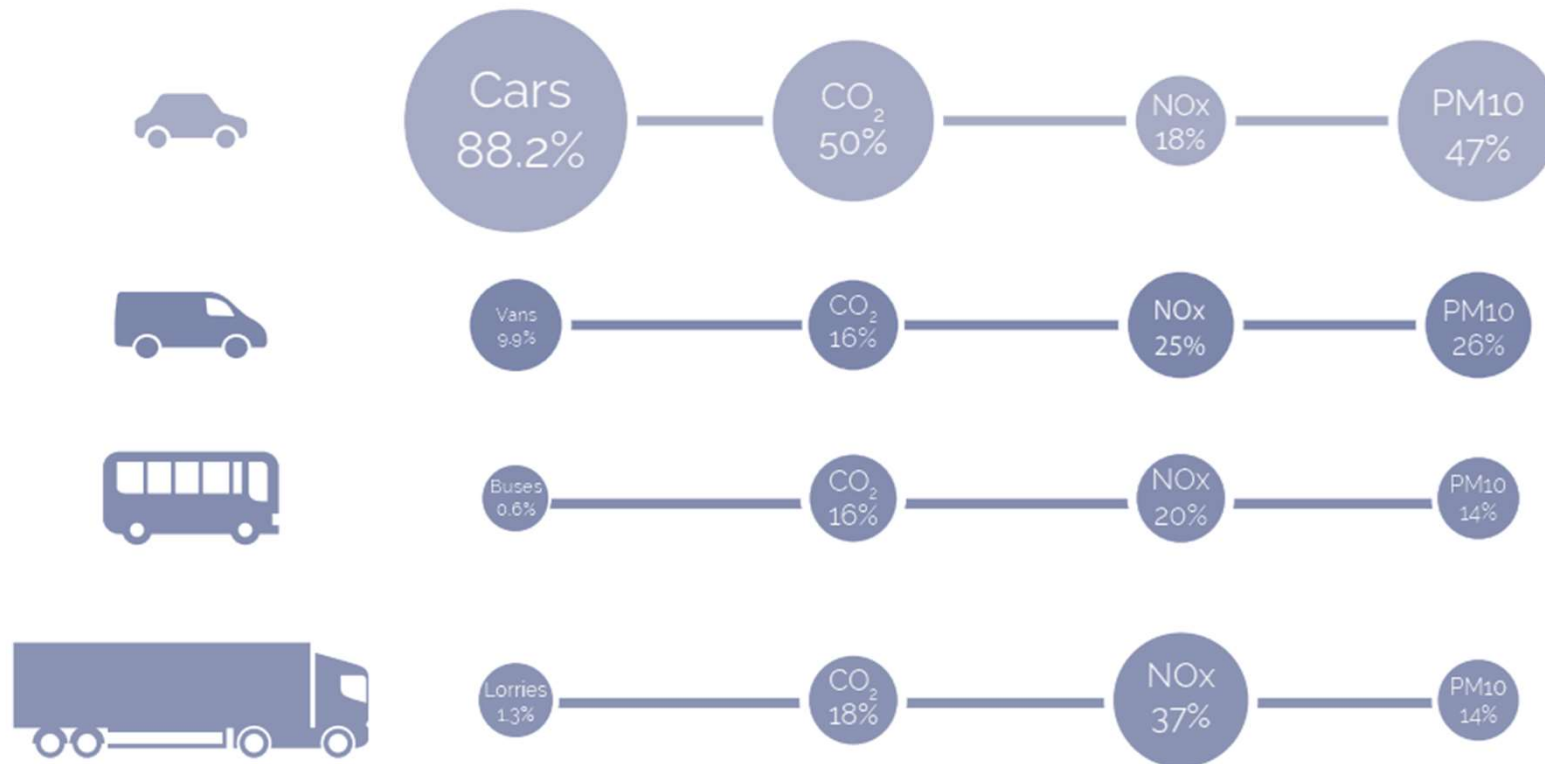 Cars
88.2%
CO₂
50%
NOx
18%
PM10
47%
Vans
9.9%
CO₂
16%
NOx
25%
PM10
26%
Buses
0.6%
CO₂
16%
NOx
20%
PM10
14%
Lorries
1.3%
CO₂
18%
NOx
37%
PM10
14%